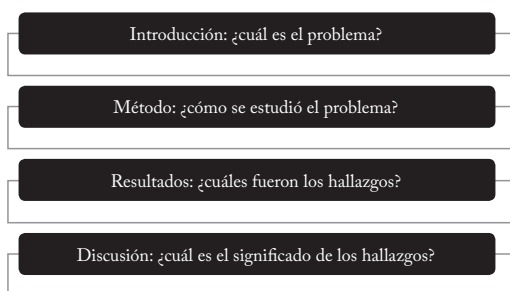 Introducción: ¿cuál es el problema?
Método: ¿cómo se estudió el problema?
Resultados: ¿cuáles fueron los hallazgos?
Discusión: ¿cuál es el significado de los hallazgos?